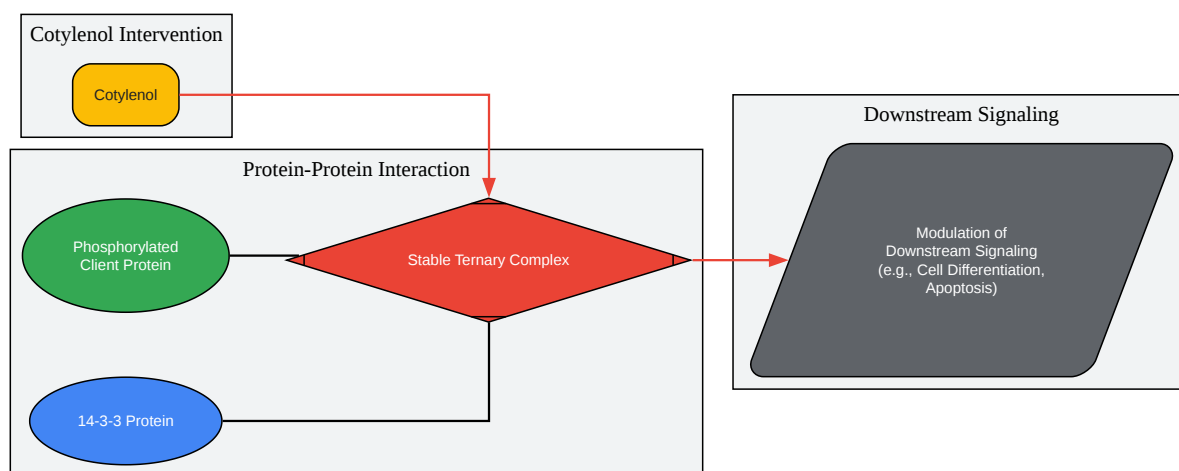 Cotylenol Intervention
Cotylenol
Protein-Protein Interaction
Phosphorylated
Client Protein
Stable Ternary Complex
14-3-3 Protein
Downstream Signaling
Modulation of
Downstream Signaling
(e.g., Cell Differentiation,
Apoptosis)